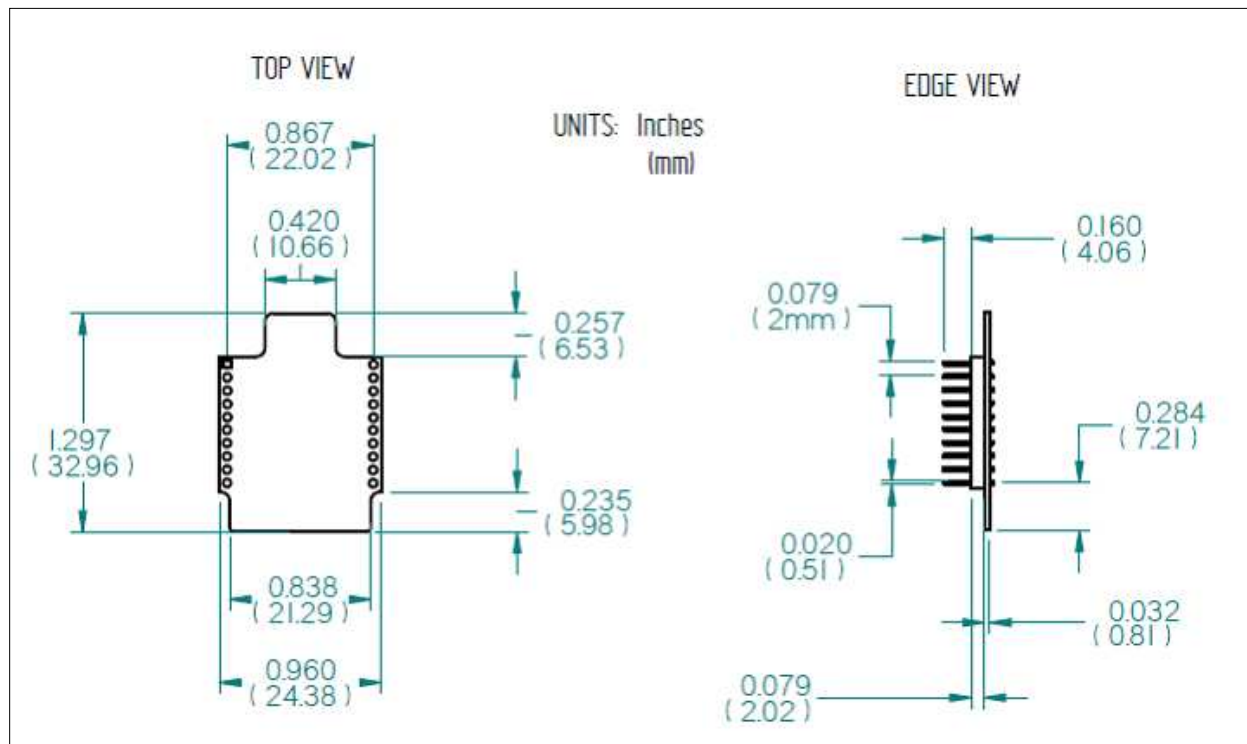 TOP VIEW
EDGE VIEW
UNITS: Inches
(mm)
0.867
( 22.02 )
0.420
( 10.66 )
0.257
( 6.53 )
1.297
( 32.96 )
0.235
( 5.98 )
0.838
( 21.29 )
0.960
( 24.38 )
0.160
( 4.06 )
0.079
( 2mm )
0.284
( 7.21 )
0.020
( 0.51 )
0.032
( 0.81 )
0.079
( 2.02 )